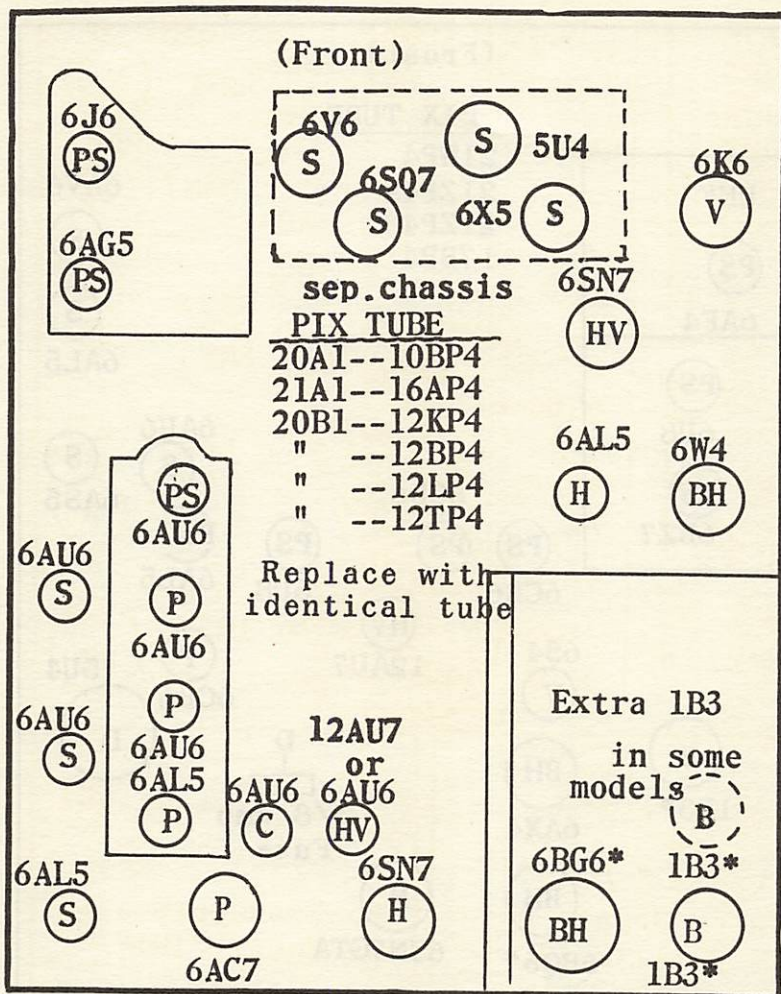 (Front)
6J6
PS
6AG5
PS
6V6
S
6SQ7
S
S
5U4
6X5
S
6K6
V
sep.chassis
6SN7
HV
PIX TUBE
20A1--10BP4
21A1--16AP4
20B1--12KP4
" --12BP4
" --12LP4
" --12TP4
6AL5
H
6W4
BH
Replace with
identical tube
PS
6AU6
6AU6
S
P
6AU6
P
6AU6
6AU6
S
6AL5
P
6AU6
C
12AU7
or
6AU6
HV
6AL5
S
P
6AC7
6SN7
H
Extra 1B3
in some
models
B
6BG6*
BH
1B3*
B
1B3*